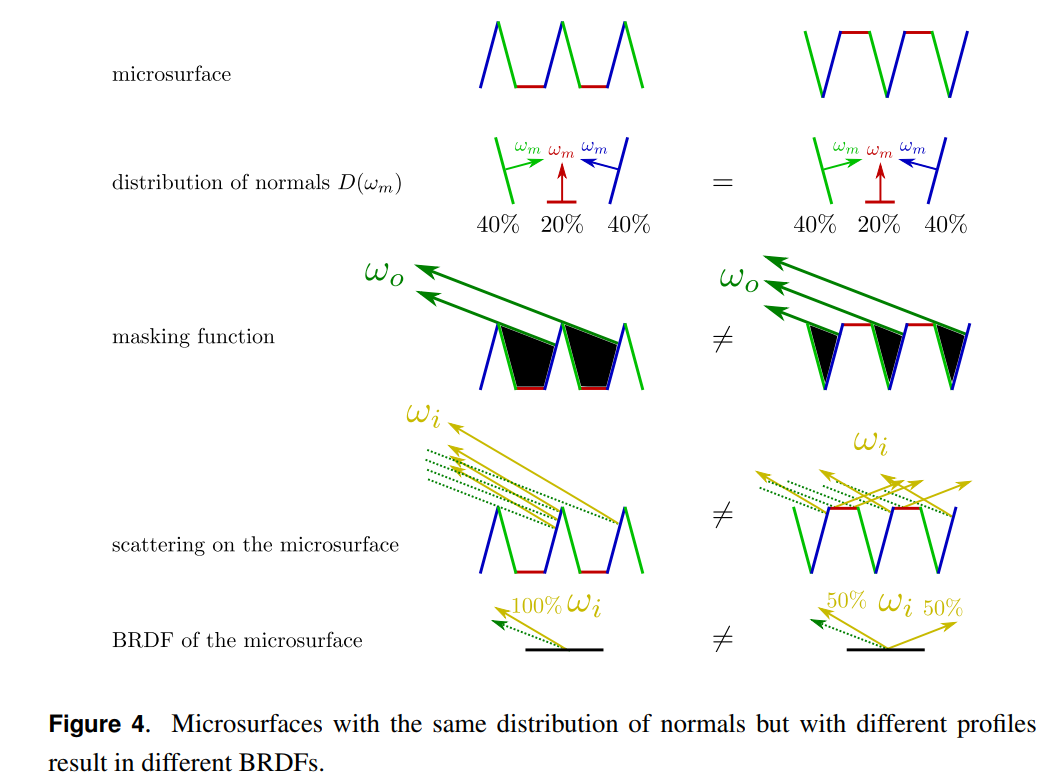 microsurface
distribution of normals D(ωₘ)
ωₘ ωₘ ωₘ
=
ωₘ ωₘ ωₘ
40% 20% 40%
40% 20% 40%
masking function
ωₒ
≠
ωₒ
scattering on the microsurface
ωᵢ
≠
ωᵢ
BRDF of the microsurface
100% ωᵢ
≠
50% ωᵢ 50%
Figure 4. Microsurfaces with the same distribution of normals but with different profiles
result in different BRDFs.